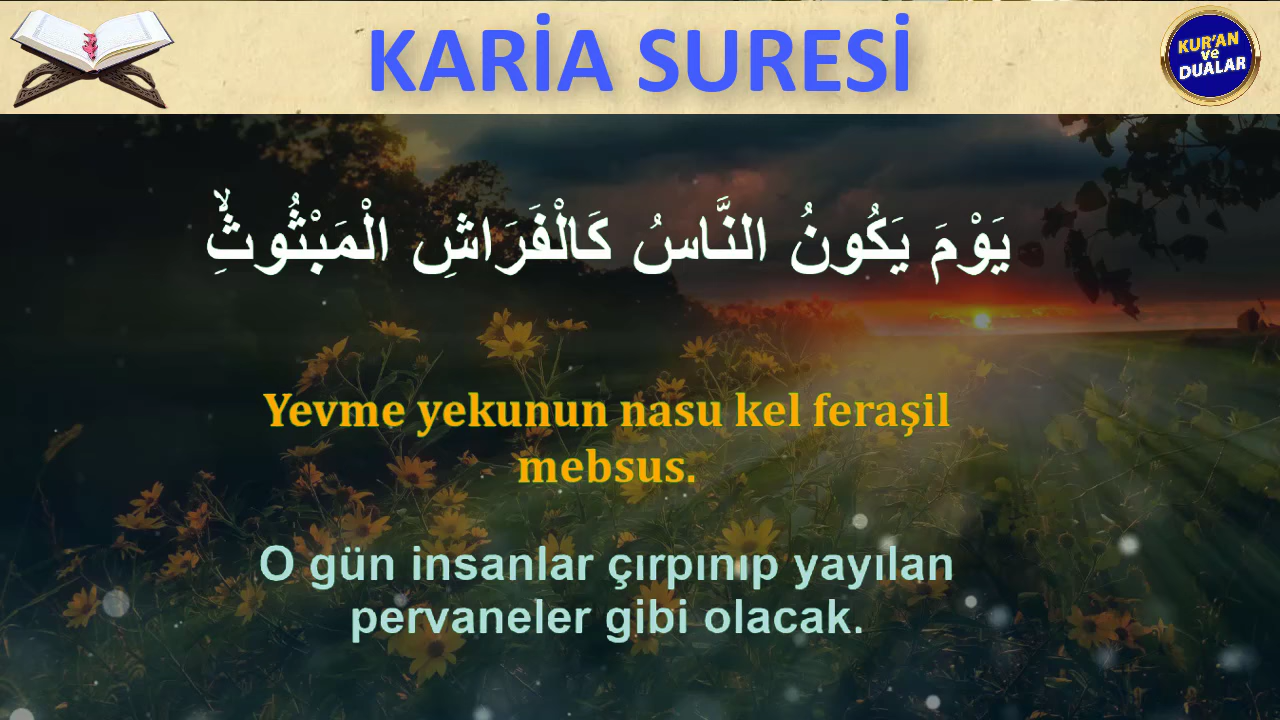 KARİA SURESİ
KUR'AN
ve
DUALAR
يَوْمَ يَكُونُ النَّاسُ كَالْفَرَاشِ الْمَبْثُوثِۙ
Yevme yekunun nasu kel feraşil
mebsus.
O gün insanlar çırpınıp yayılan
pervaneler gibi olacak.